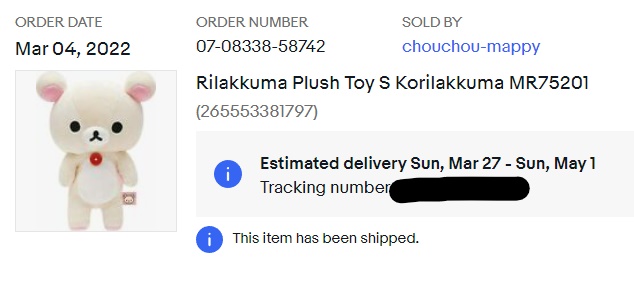 ORDER DATE
ORDER NUMBER
SOLD BY
Mar 04, 2022
07-08338-58742
chouchou-mappy
Rilakkuma Plush Toy S Korilakkuma MR75201
(265553381797)
Estimated delivery Sun, Mar 27 - Sun, May 1
Tracking number
This item has been shipped.